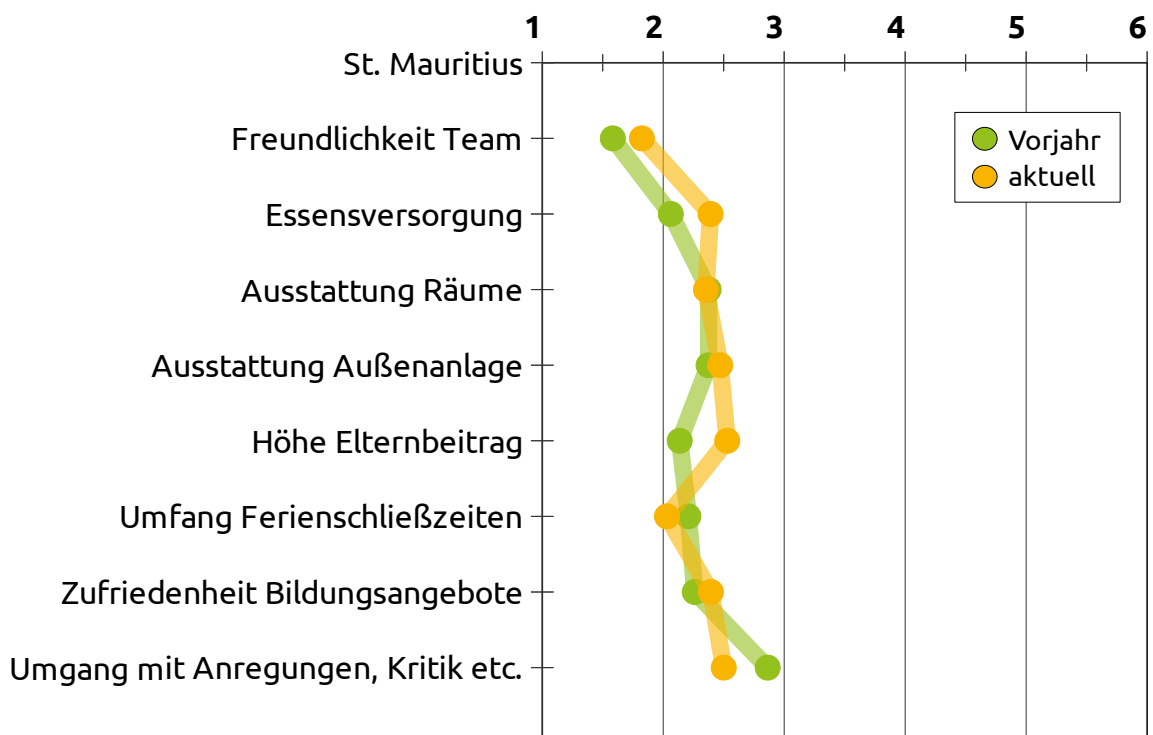 1 2 3 4 5 6
St. Mauritius
Freundlichkeit Team
Vorjahr
aktuell
Essensversorgung
Ausstattung Räume
Ausstattung Außenanlage
Höhe Elternbeitrag
Umfang Ferienschließzeiten
Zufriedenheit Bildungsangebote
Umgang mit Anregungen, Kritik etc.